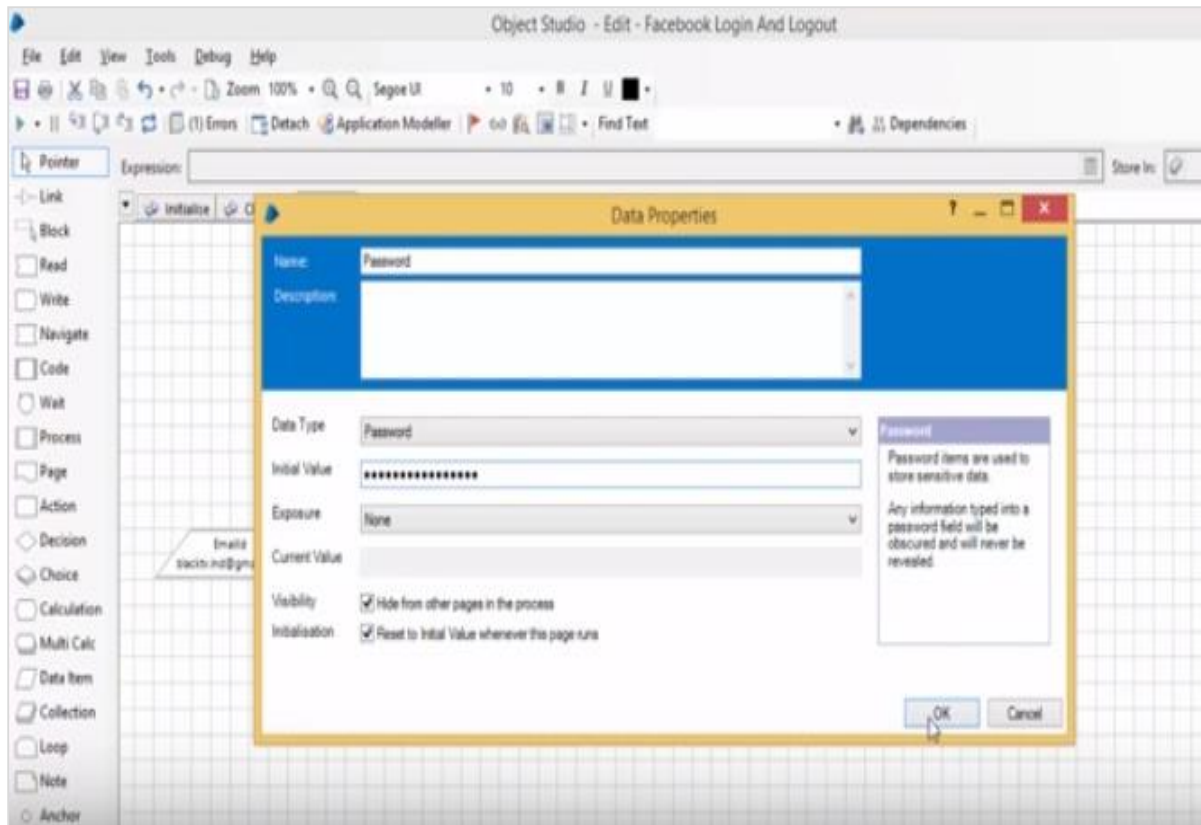 Object Studio - Edit - Facebook Login And Logout
File Edit View Tools Debug Help
Zoom 100% Segoe UI 10 B I U
(1) Errors Detach Application Modeller Find Text Dependencies
Pointer
Expression:
Store In:
Link
Initialise
Block
Read
Write
Navigate
Code
Wait
Process
Page
Action
Decision
Choice
Calculation
Multi Calc
Data Item
Collection
Loop
Note
Anchor
EmailId
Data Properties
? _ X
Name:
Password
Description:
Data Type
Password
Initial Value
••••••••••••••••
Exposure
None
Current Value
Visibility
Hide from other pages in the process
Initialisation
Reset to Initial Value whenever this page runs
Password
Password items are used to
store sensitive data.
Any information typed into a
password field will be
obscured and will never be
revealed.
OK Cancel